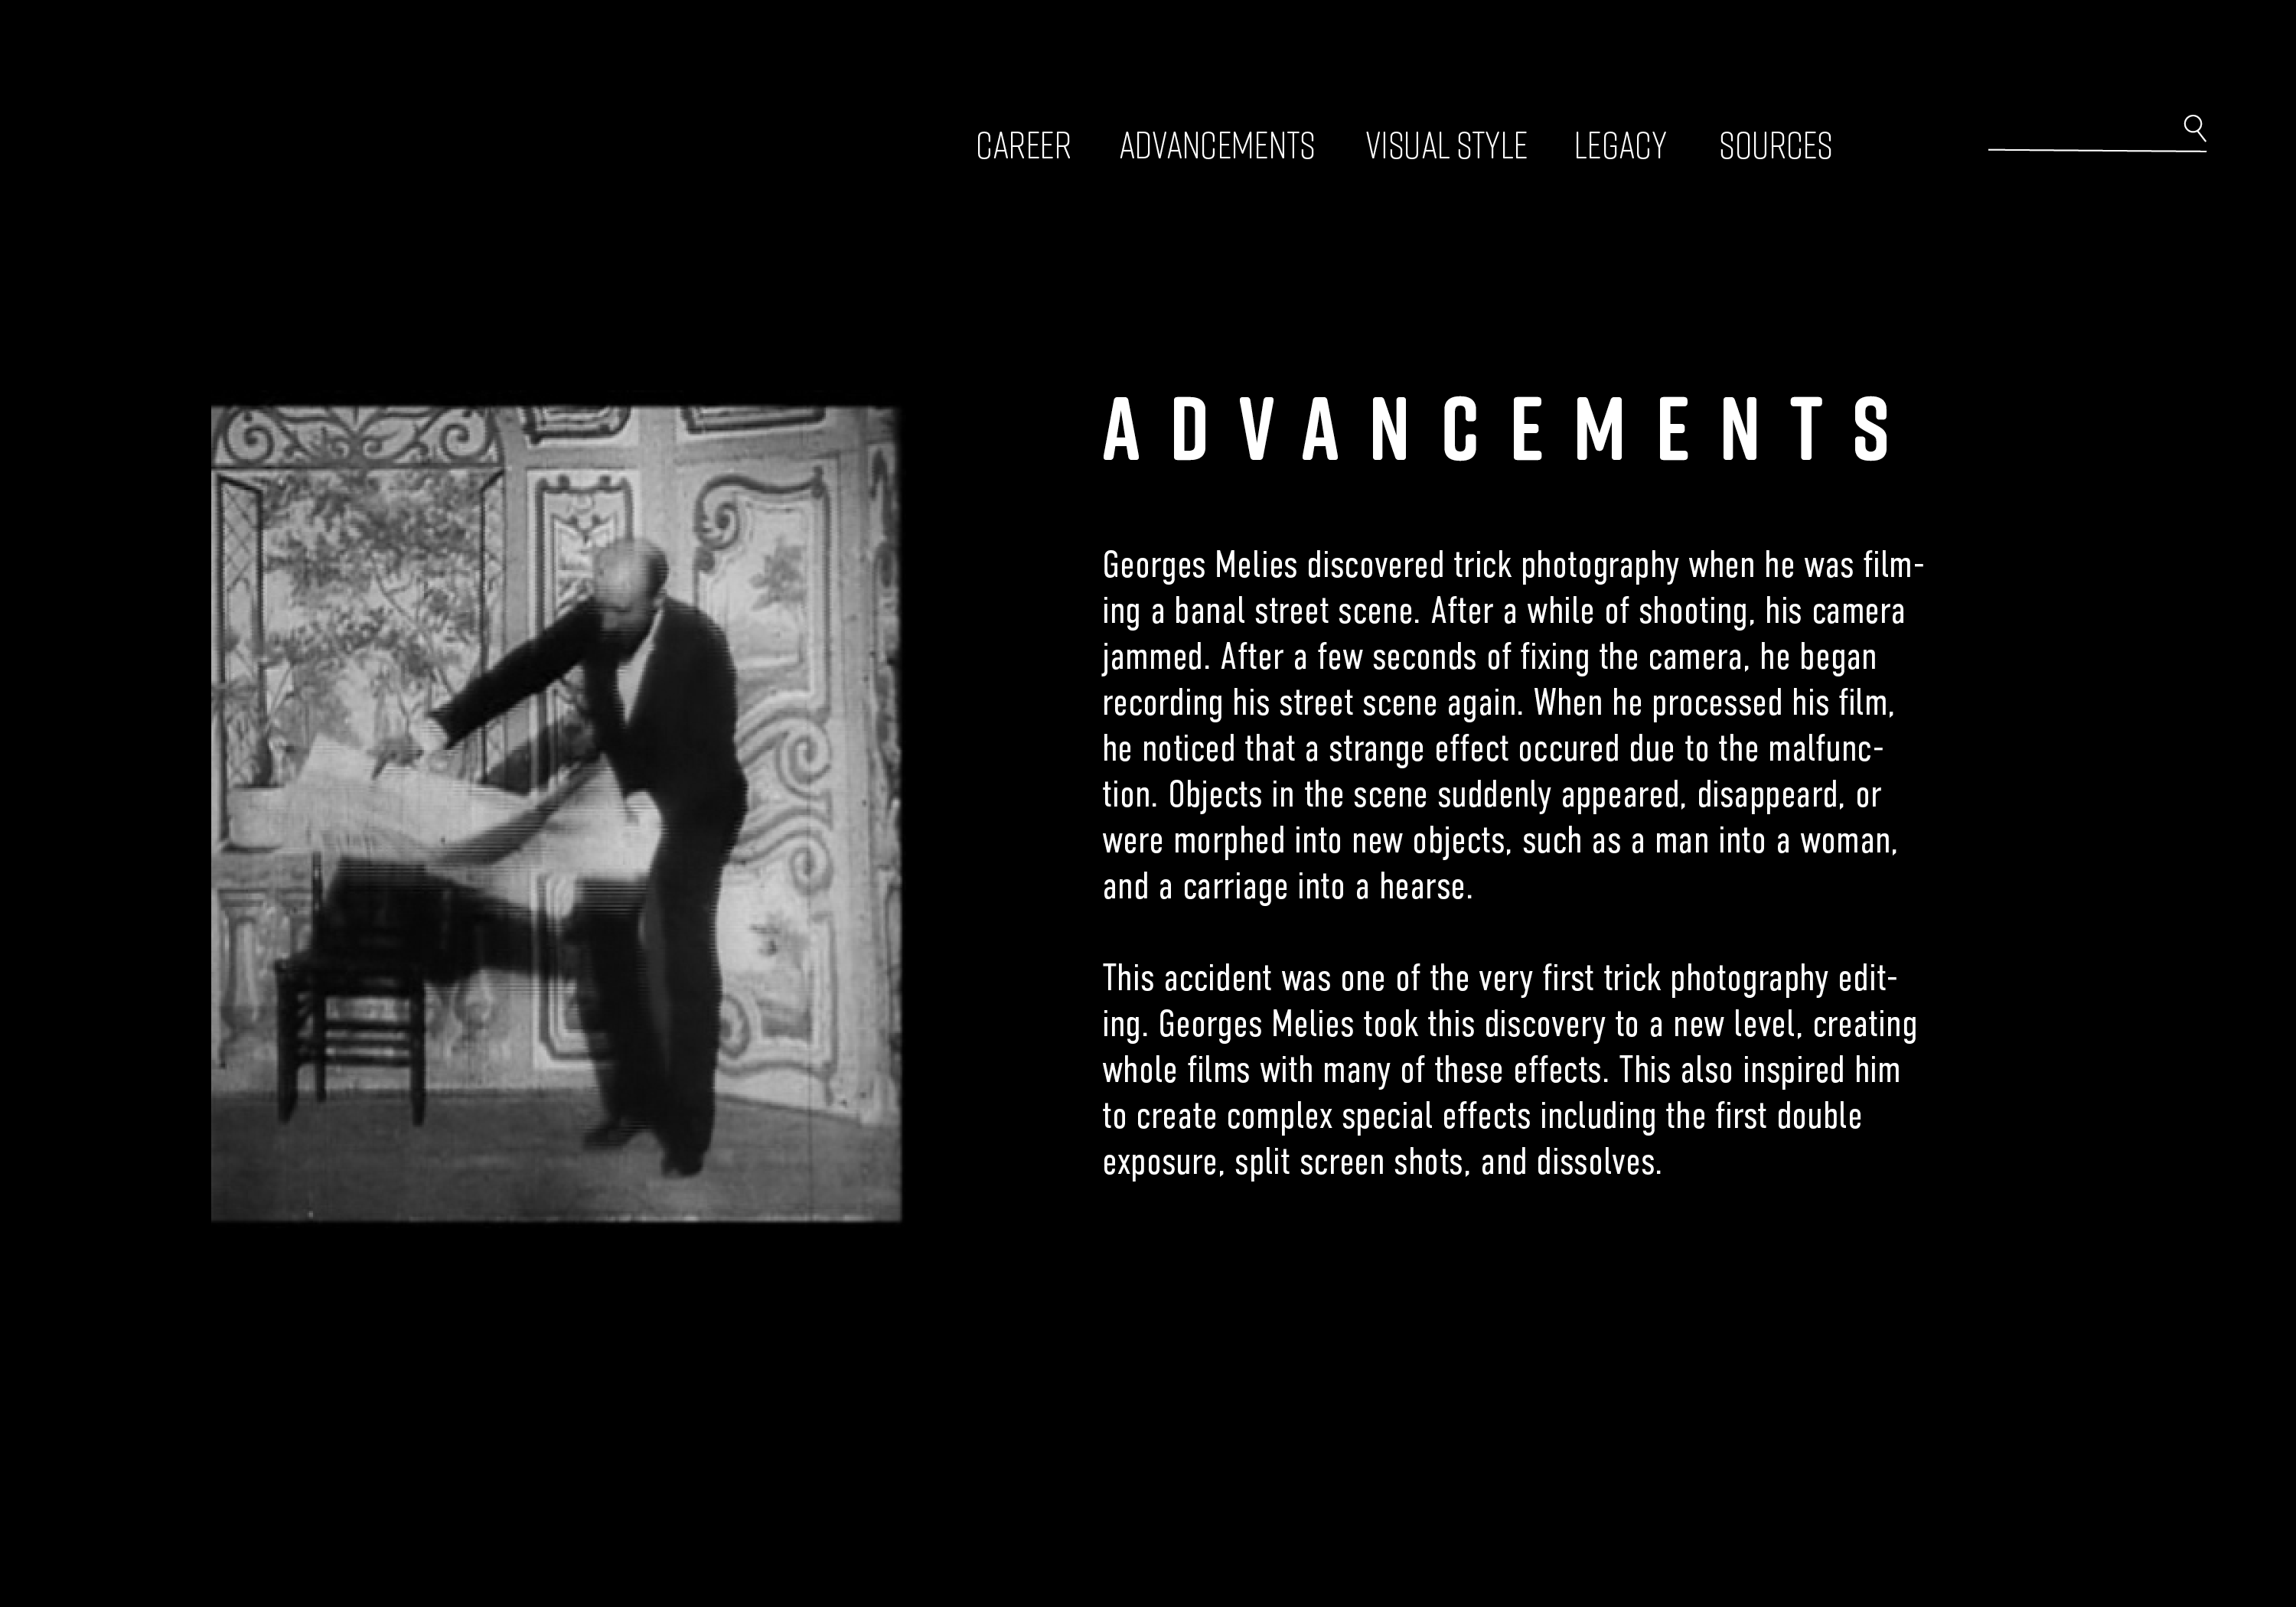 CAREER ADVANCEMENTS VISUAL STYLE LEGACY SOURCES
ADVANCEMENTS
Georges Melies discovered trick photography when he was film-
ing a banal street scene. After a while of shooting, his camera
jammed. After a few seconds of fixing the camera, he began
recording his street scene again. When he processed his film,
he noticed that a strange effect occured due to the malfunc-
tion. Objects in the scene suddenly appeared, disappeard, or
were morphed into new objects, such as a man into a woman,
and a carriage into a hearse.
This accident was one of the very first trick photography edit-
ing. Georges Melies took this discovery to a new level, creating
whole films with many of these effects. This also inspired him
to create complex special effects including the first double
exposure, split screen shots, and dissolves.